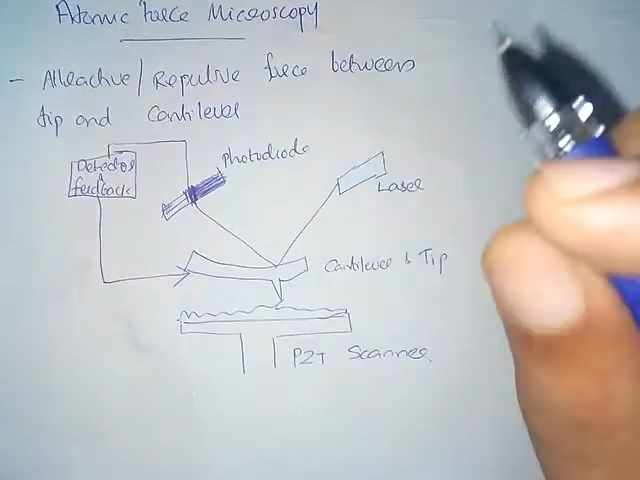 Atomic force Microscopy
- Attractive / Repulsive force between
tip and Cantilever
photodiode
Detector &
feedback
Laser
Cantilever & Tip
PZT Scanner